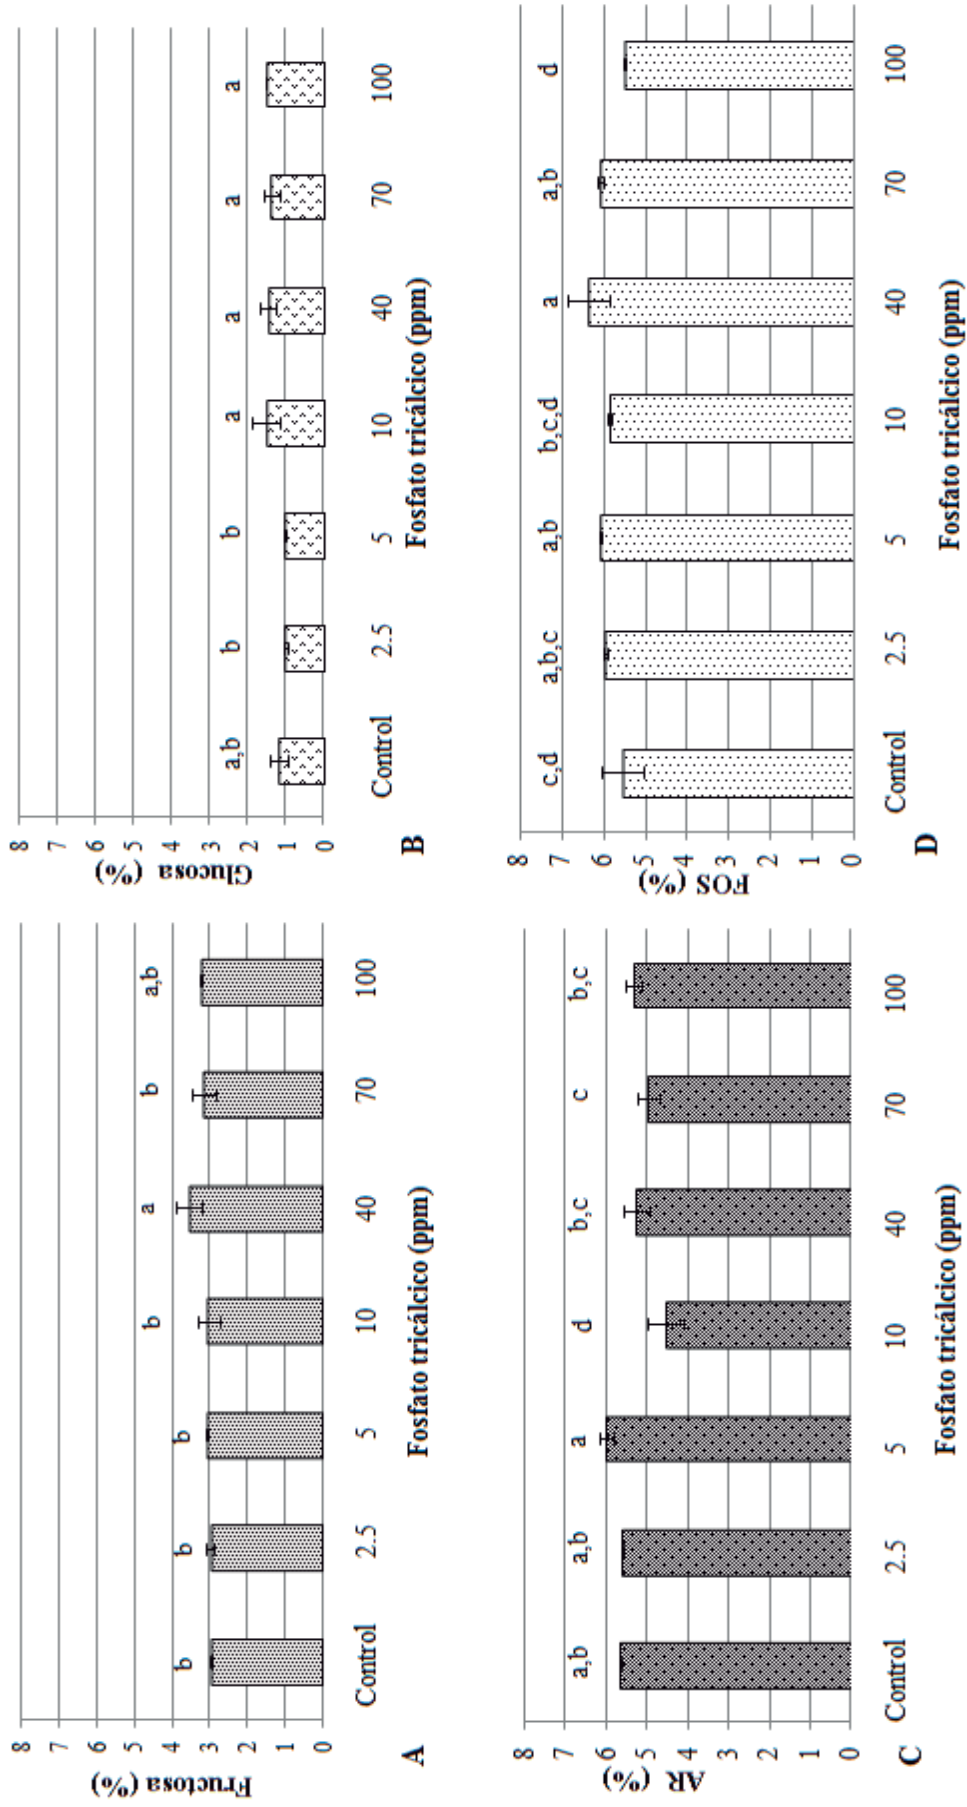 Fructosa (%)
8
7
6
5
4
3
2
1
0
b b b b a b a,b
Control 2.5 5 10 40 70 100
A Fosfato tricálcico (ppm)
Glucosa (%)
8
7
6
5
4
3
2
1
0
a,b b b a a a a
Control 2.5 5 10 40 70 100
B Fosfato tricálcico (ppm)
AR (%)
8
7
6
5
4
3
2
1
0
a,b a,b a d b,c c b,c
Control 2.5 5 10 40 70 100
C Fosfato tricálcico (ppm)
FOS (%)
8
7
6
5
4
3
2
1
0
c,d a,b,c a,b b,c,d a a,b d
Control 2.5 5 10 40 70 100
D Fosfato tricálcico (ppm)